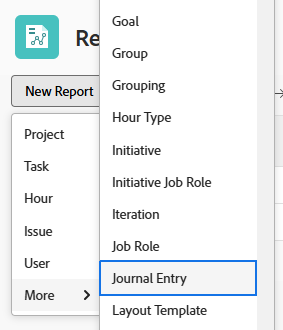 Re
New Report
Project
Task
Hour
Issue
User
More
Goal
Group
Grouping
Hour Type
Initiative
Initiative Job Role
Iteration
Job Role
Journal Entry
Layout Template